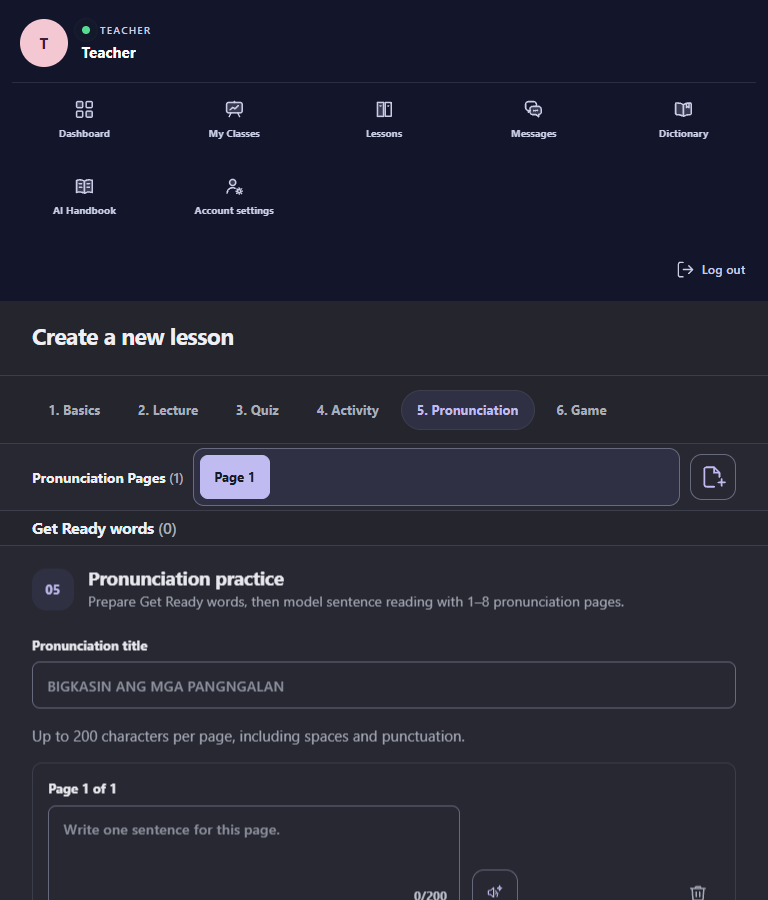 T
TEACHER
Teacher
Dashboard
My Classes
Lessons
Messages
Dictionary
AI Handbook
Account settings
Log out
Create a new lesson
1. Basics
2. Lecture
3. Quiz
4. Activity
5. Pronunciation
6. Game
Pronunciation Pages (1)
Page 1
Get Ready words (0)
05
Pronunciation practice
Prepare Get Ready words, then model sentence reading with 1–8 pronunciation pages.
Pronunciation title
BIGKASIN ANG MGA PANGNGALAN
Up to 200 characters per page, including spaces and punctuation.
Page 1 of 1
Write one sentence for this page.
0/200